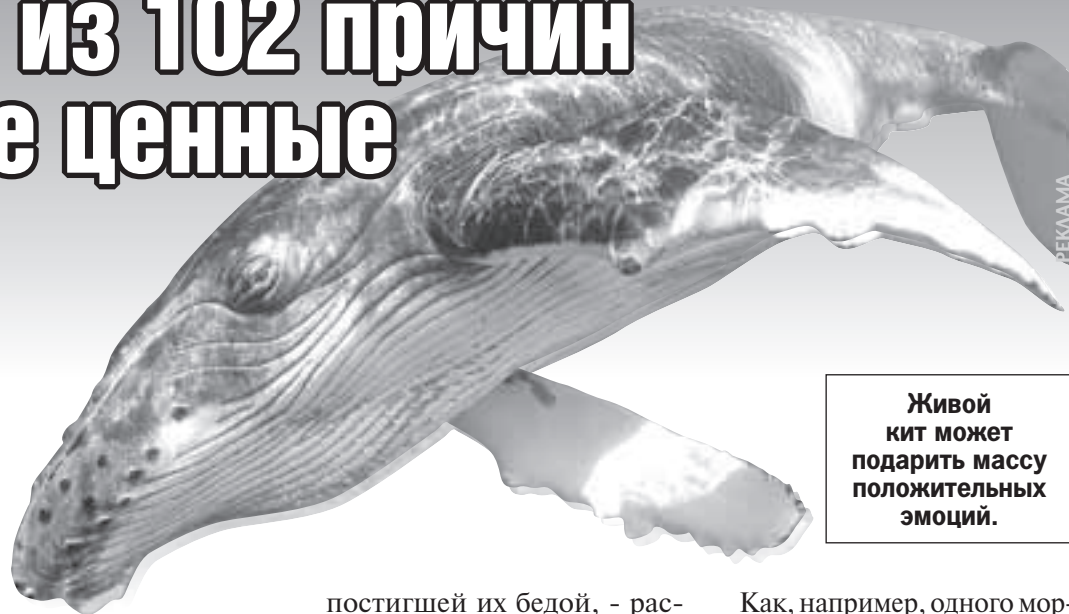 из 102 причин
е ценные
РЕКЛАМА
Живой
кит может
подарить массу
положительных
эмоций.
постигшей их бедой, - рас-
Как, например, одного мор-